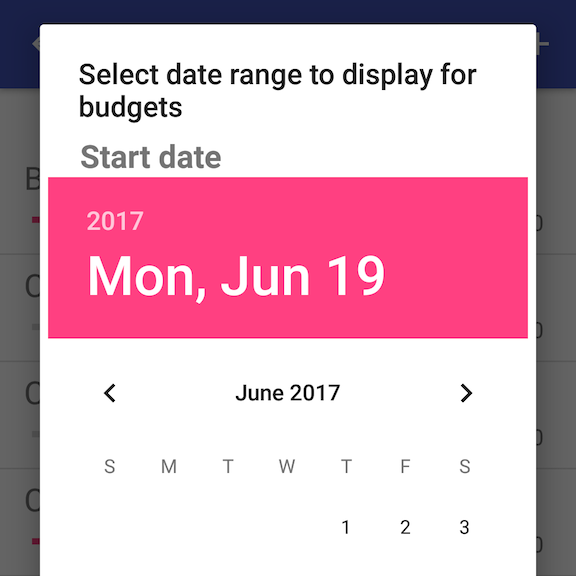 Select date range to display for
budgets
Start date
2017
Mon, Jun 19
June 2017
S M T W T F S
1 2 3